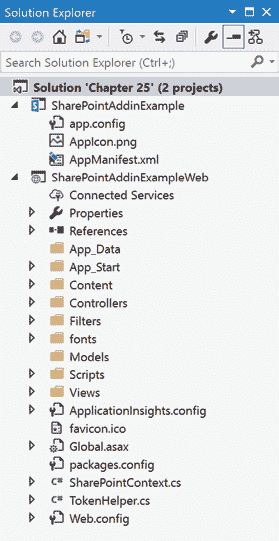 Solution Explorer
Search Solution Explorer (Ctrl+;)
Solution 'Chapter 25' (2 projects)
SharePointAddinExample
app.config
AppIcon.png
AppManifest.xml
SharePointAddinExampleWeb
Connected Services
Properties
References
App_Data
App_Start
Content
Controllers
Filters
fonts
Models
Scripts
Views
ApplicationInsights.config
favicon.ico
Global.asax
packages.config
C# SharePointContext.cs
C# TokenHelper.cs
Web.config